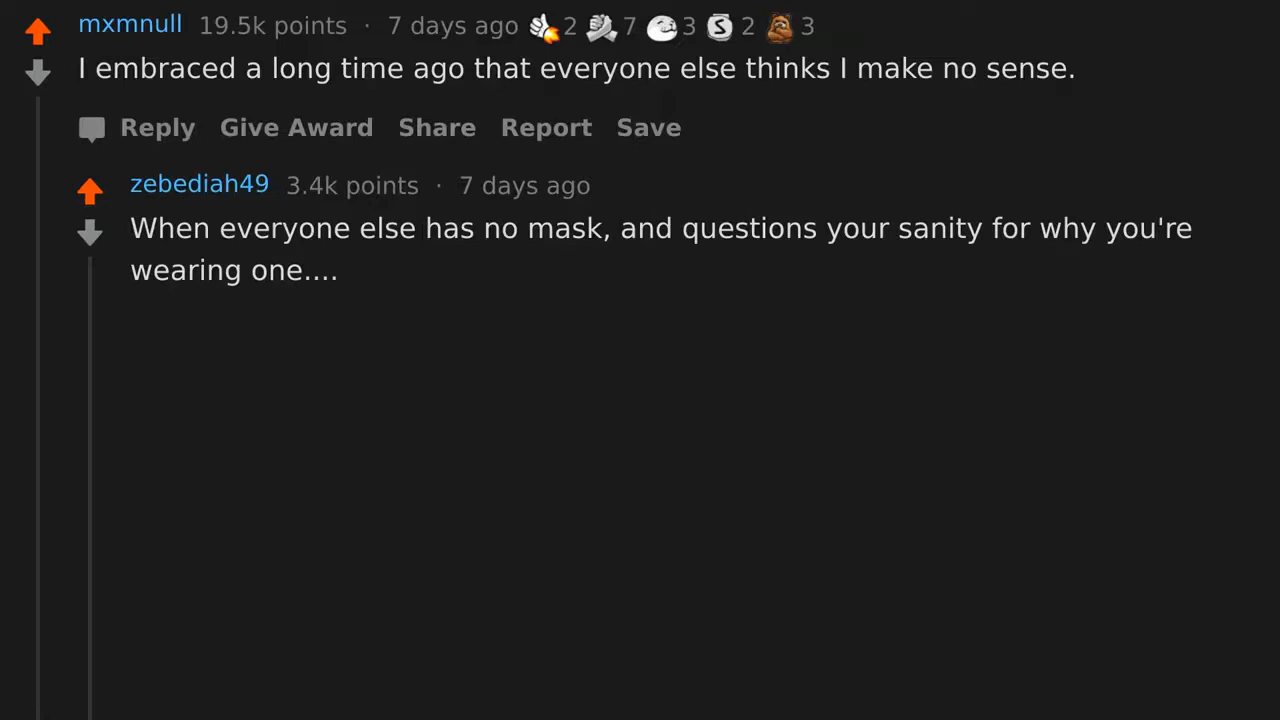 mxmnull 19.5k points · 7 days ago 2 7 3 S 2 3
I embraced a long time ago that everyone else thinks I make no sense.
Reply Give Award Share Report Save
zebediah49 3.4k points · 7 days ago
When everyone else has no mask, and questions your sanity for why you're
wearing one....